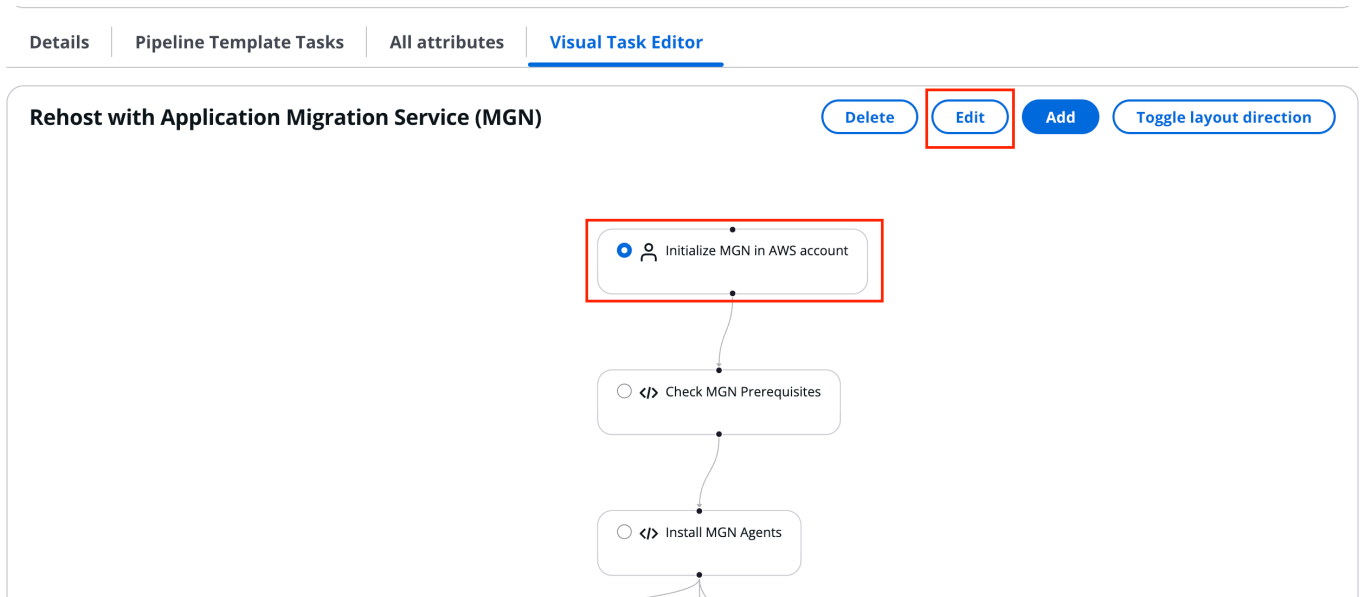 Details Pipeline Template Tasks All attributes Visual Task Editor
Rehost with Application Migration Service (MGN) Delete Edit Add Toggle layout direction
Initialize MGN in AWS account
</> Check MGN Prerequisites
</> Install MGN Agents